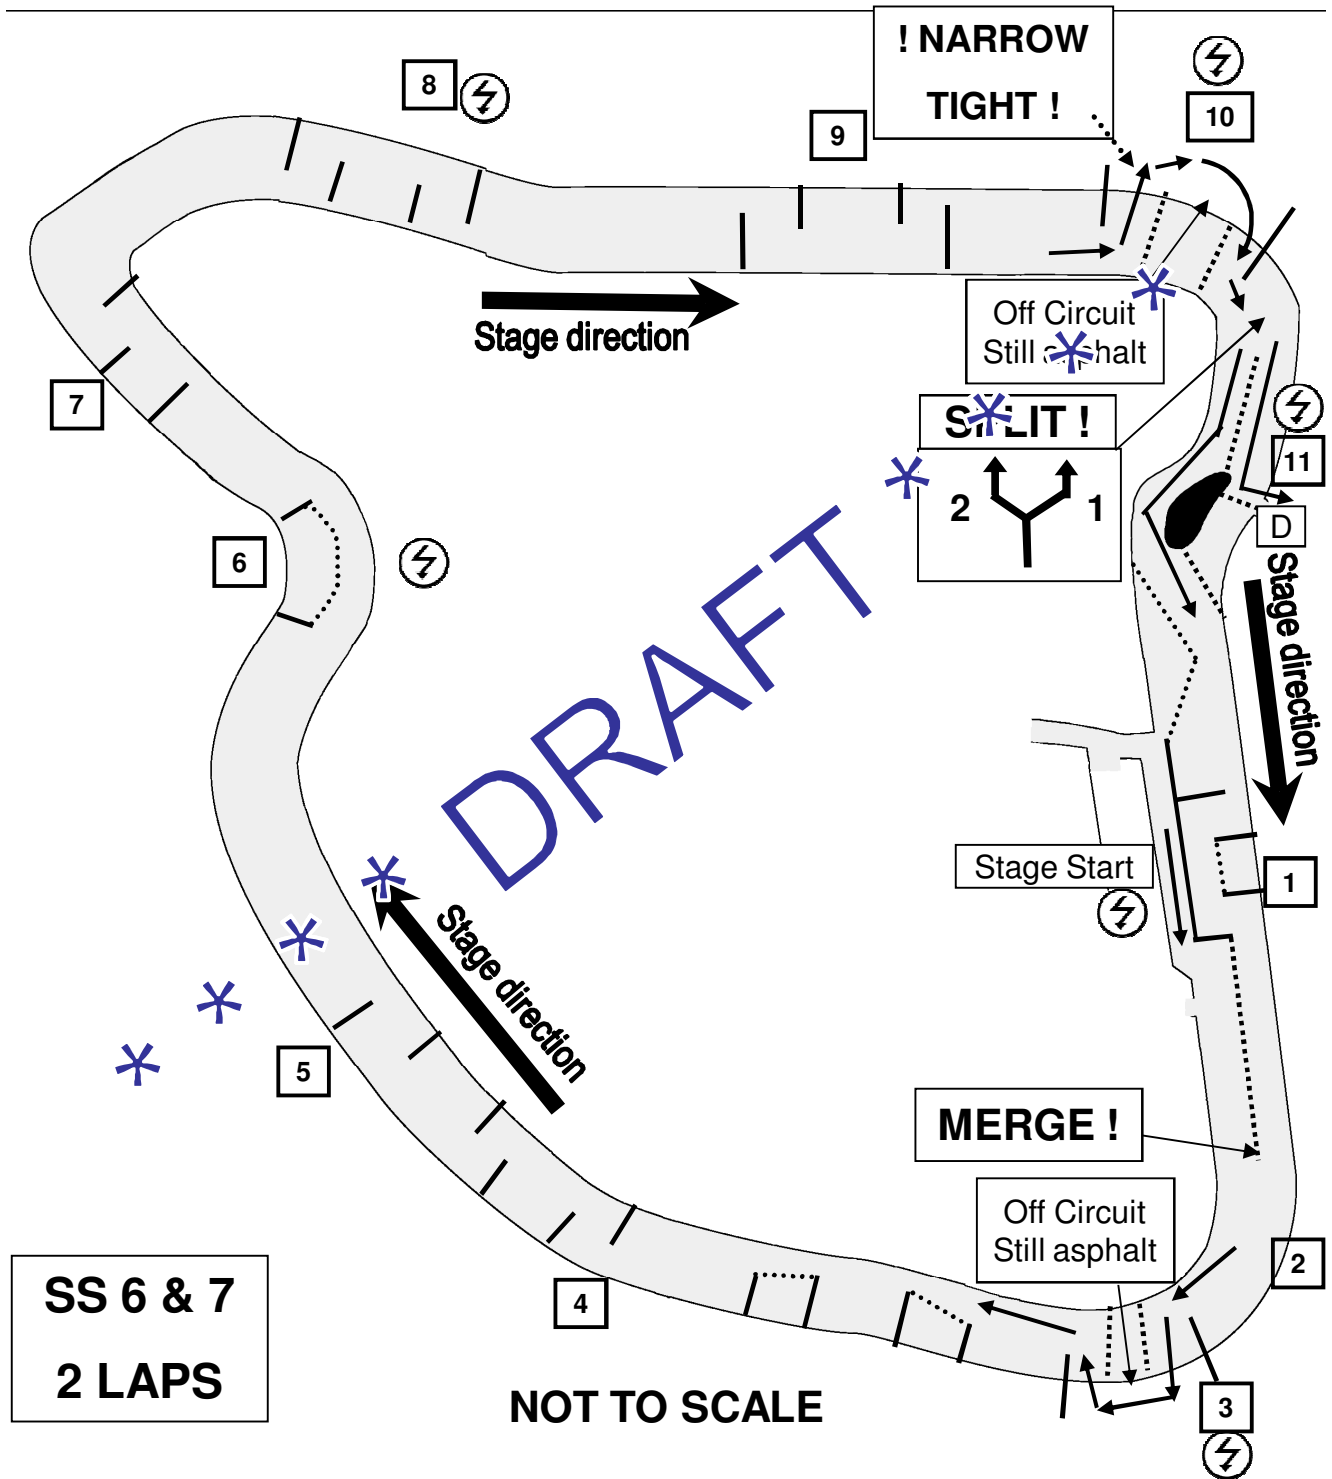 ! NARROW
TIGHT !
8
9
10
Stage direction
Off Circuit
Still asphalt
7
SPLIT !
2 1
11
D
6
Stage direction
DRAFT
Stage Start
1
Stage direction
5
MERGE !
Off Circuit
Still asphalt
2
SS 6 & 7
2 LAPS
4
NOT TO SCALE
3